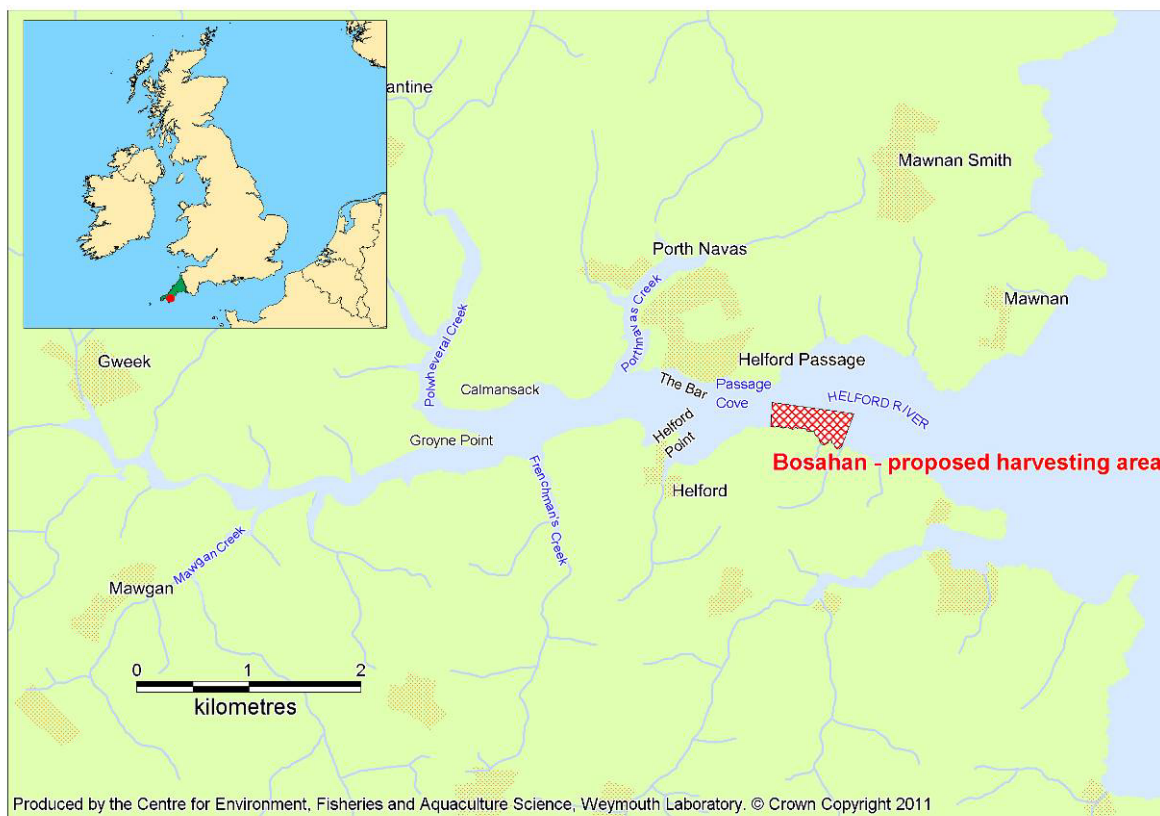 antine
Mawnan Smith
Porth Navas
Mawnan
Porthnavas Creek
Polwheveral Creek
Gweek
Helford Passage
Calmansack
The Bar
Passage
Cove
HELFORD RIVER
Groyne Point
Helford
Point
Bosahan - proposed harvesting area
Helford
Frenchman's Creek
Mawgan Creek
Mawgan
0 1 2
kilometres
Produced by the Centre for Environment, Fisheries and Aquaculture Science, Weymouth Laboratory. © Crown Copyright 2011